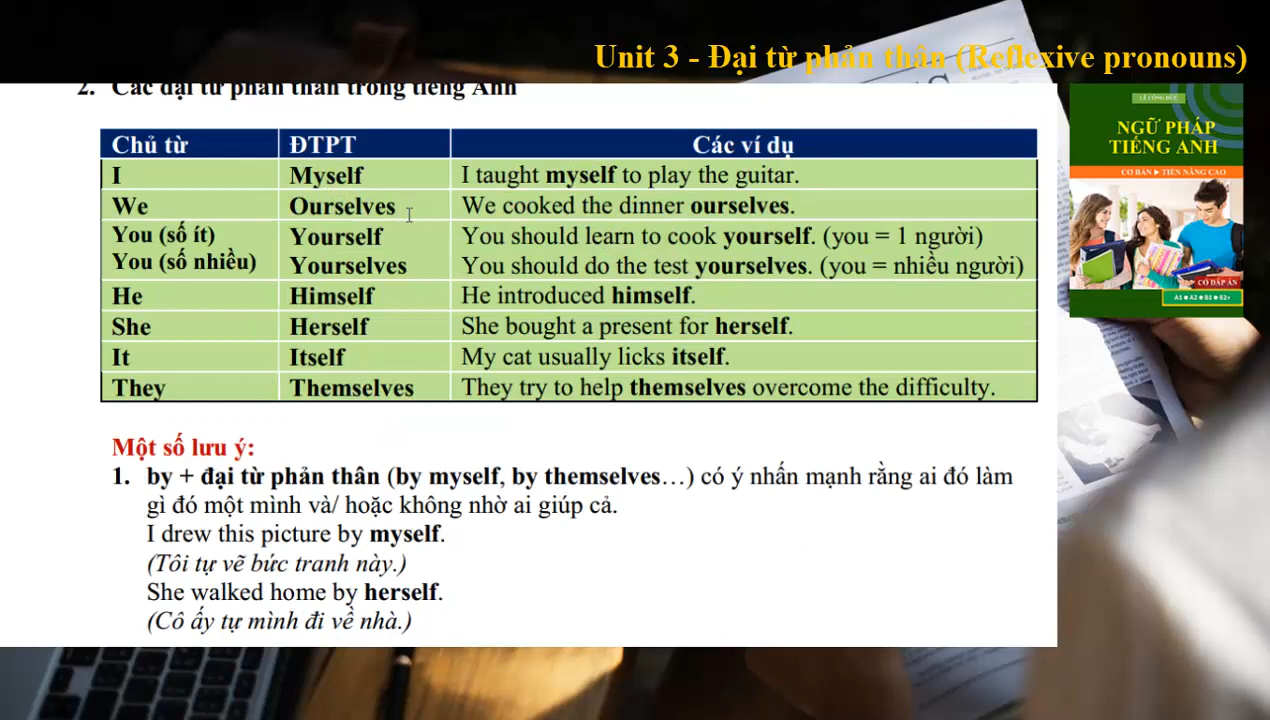 Unit 3 - Đại từ phản thân (Reflexive pronouns)
2. Các đại từ phản thân trong tiếng Anh
Chủ từ ĐTPT Các ví dụ
I Myself I taught myself to play the guitar.
We Ourselves We cooked the dinner ourselves.
You (số ít) Yourself You should learn to cook yourself. (you = 1 người)
You (số nhiều) Yourselves You should do the test yourselves. (you = nhiều người)
He Himself He introduced himself.
She Herself She bought a present for herself.
It Itself My cat usually licks itself.
They Themselves They try to help themselves overcome the difficulty.
Một số lưu ý:
1. by + đại từ phản thân (by myself, by themselves…) có ý nhấn mạnh rằng ai đó làm
gì đó một mình và/ hoặc không nhờ ai giúp cả.
I drew this picture by myself.
(Tôi tự vẽ bức tranh này.)
She walked home by herself.
(Cô ấy tự mình đi về nhà.)
LÊ CÔNG ĐỨC
NGỮ PHÁP
TIẾNG ANH
CƠ BẢN ▶ TIỀN NÂNG CAO
CÓ ĐÁP ÁN
A1 ● A2 ● B1 ● B2+